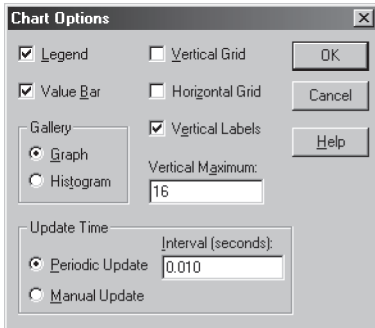 Chart Options
Legend
Vertical Grid
OK
Value Bar
Horizontal Grid
Cancel
Gallery
Vertical Labels
Help
Graph
Histogram
Vertical Maximum:
16
Update Time
Interval (seconds):
Periodic Update
0.010
Manual Update